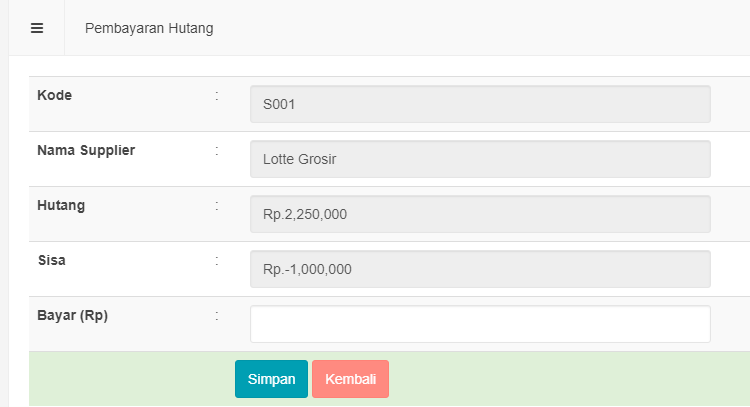 Pembayaran Hutang
Kode : S001
Nama Supplier : Lotte Grosir
Hutang : Rp.2,250,000
Sisa : Rp.-1,000,000
Bayar (Rp) :
Simpan Kembali